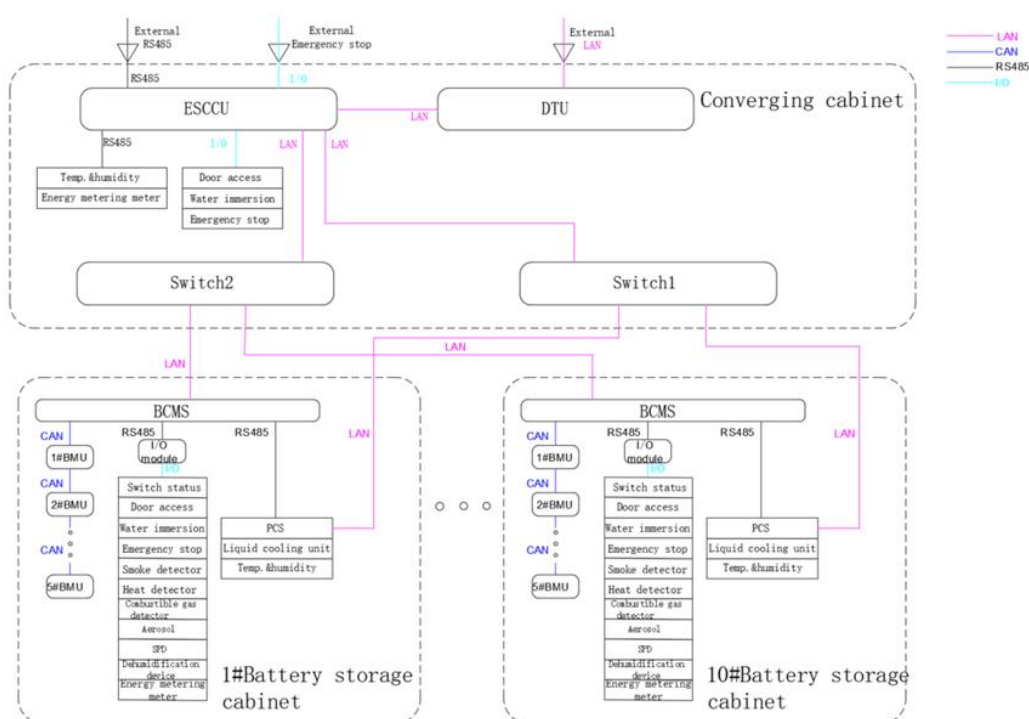 External
RS485
External
Emergency stop
External
LAN
LAN
CAN
RS485
I/O
RS485
I/O
ESCCU
LAN
DTU
Converging cabinet
RS485
I/O
LAN
LAN
Temp.&humidity
Energy metering meter
Door access
Water immersion
Emergency stop
Switch2
Switch1
LAN
LAN
BCMS
CAN
RS485
RS485
LAN
I/O
module
I/O
1#BMU
CAN
2#BMU
CAN
5#BMU
Switch status
Door access
Water immersion
Emergency stop
Smoke detector
Heat detector
Combustible gas
detector
Aerosol
SPD
Dehumidification
device
Energy metering
meter
PCS
Liquid cooling unit
Temp.&humidity
1#Battery storage
cabinet
BCMS
CAN
RS485
RS485
LAN
I/O
module
I/O
1#BMU
CAN
2#BMU
CAN
5#BMU
Switch status
Door access
Water immersion
Emergency stop
Smoke detector
Heat detector
Combustible gas
detector
Aerosol
SPD
Dehumidification
device
Energy metering
meter
PCS
Liquid cooling unit
Temp.&humidity
10#Battery storage
cabinet